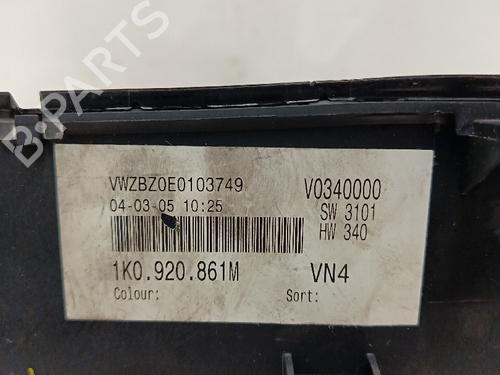 B-PARTS
VWZBZ0E0103749 V0340000
04-03-05 10:25 SW 3101
HW 340
1K0.920.861M VN4
Colour: Sort: